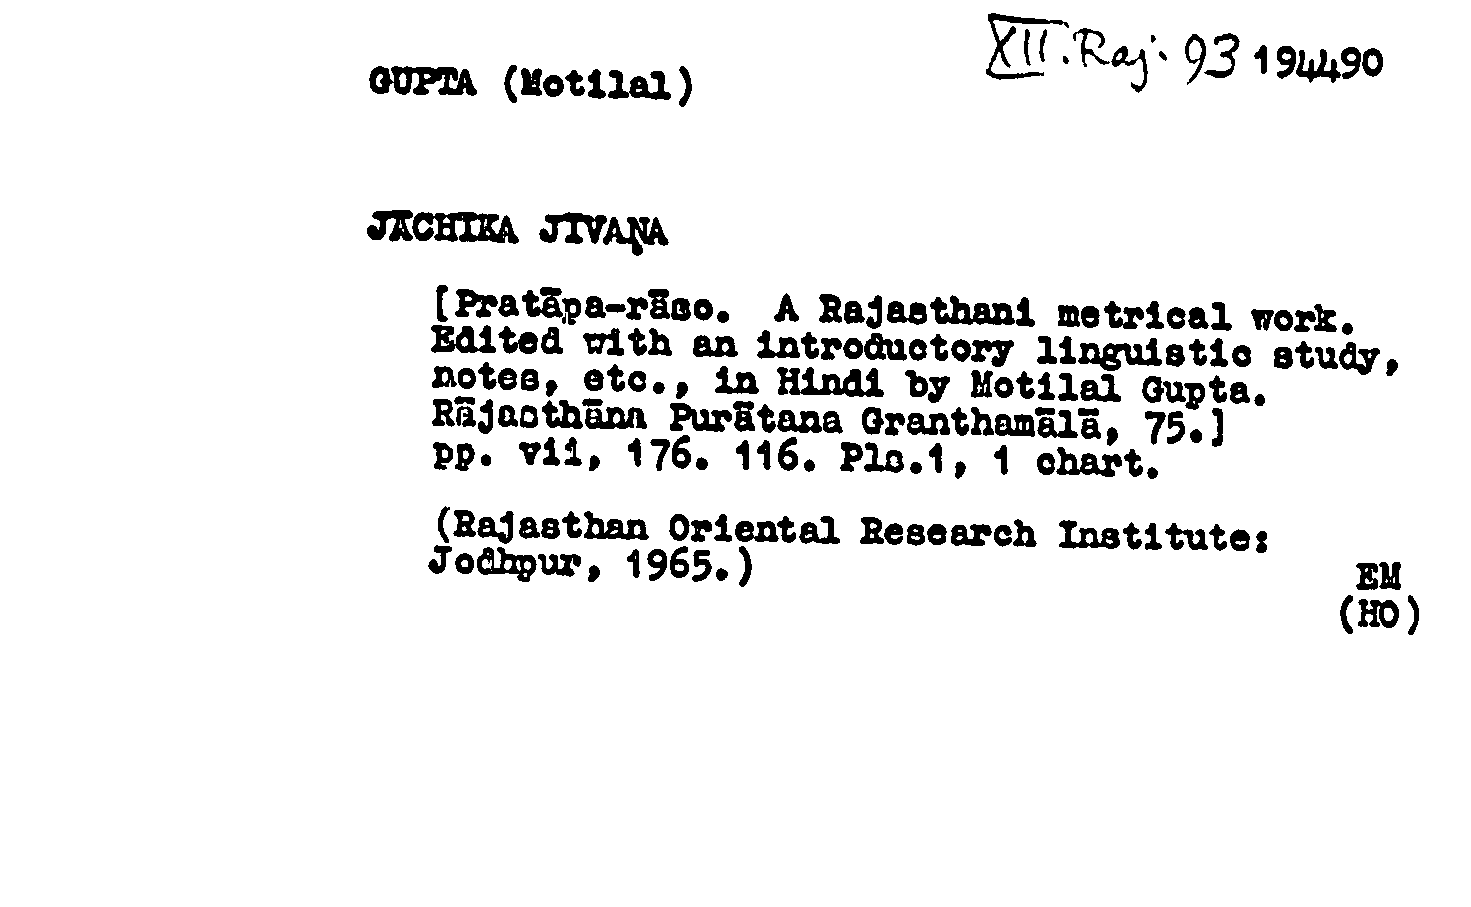 XII. Raj. 93 194490
GUPTA (Motilal)
JĀCHIKA JĪVAṆA
[Pratāpa-rāso. A Rajasthani metrical work.
Edited with an introductory linguistic study,
notes, etc., in Hindi by Motilal Gupta.
Rājasthāna Purātana Granthamālā, 75.]
pp. vii, 176. 116. Pls.1, 1 chart.
(Rajasthan Oriental Research Institute:
Jodhpur, 1965.)
EM
(HO)